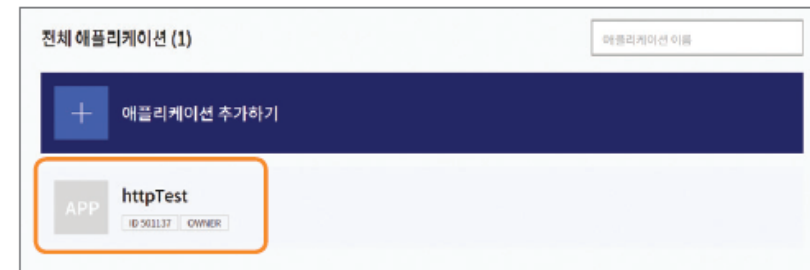 전체 애플리케이션 (1)
애플리케이션 이름
애플리케이션 추가하기
APP
httpTest
ID 501137 OWNER